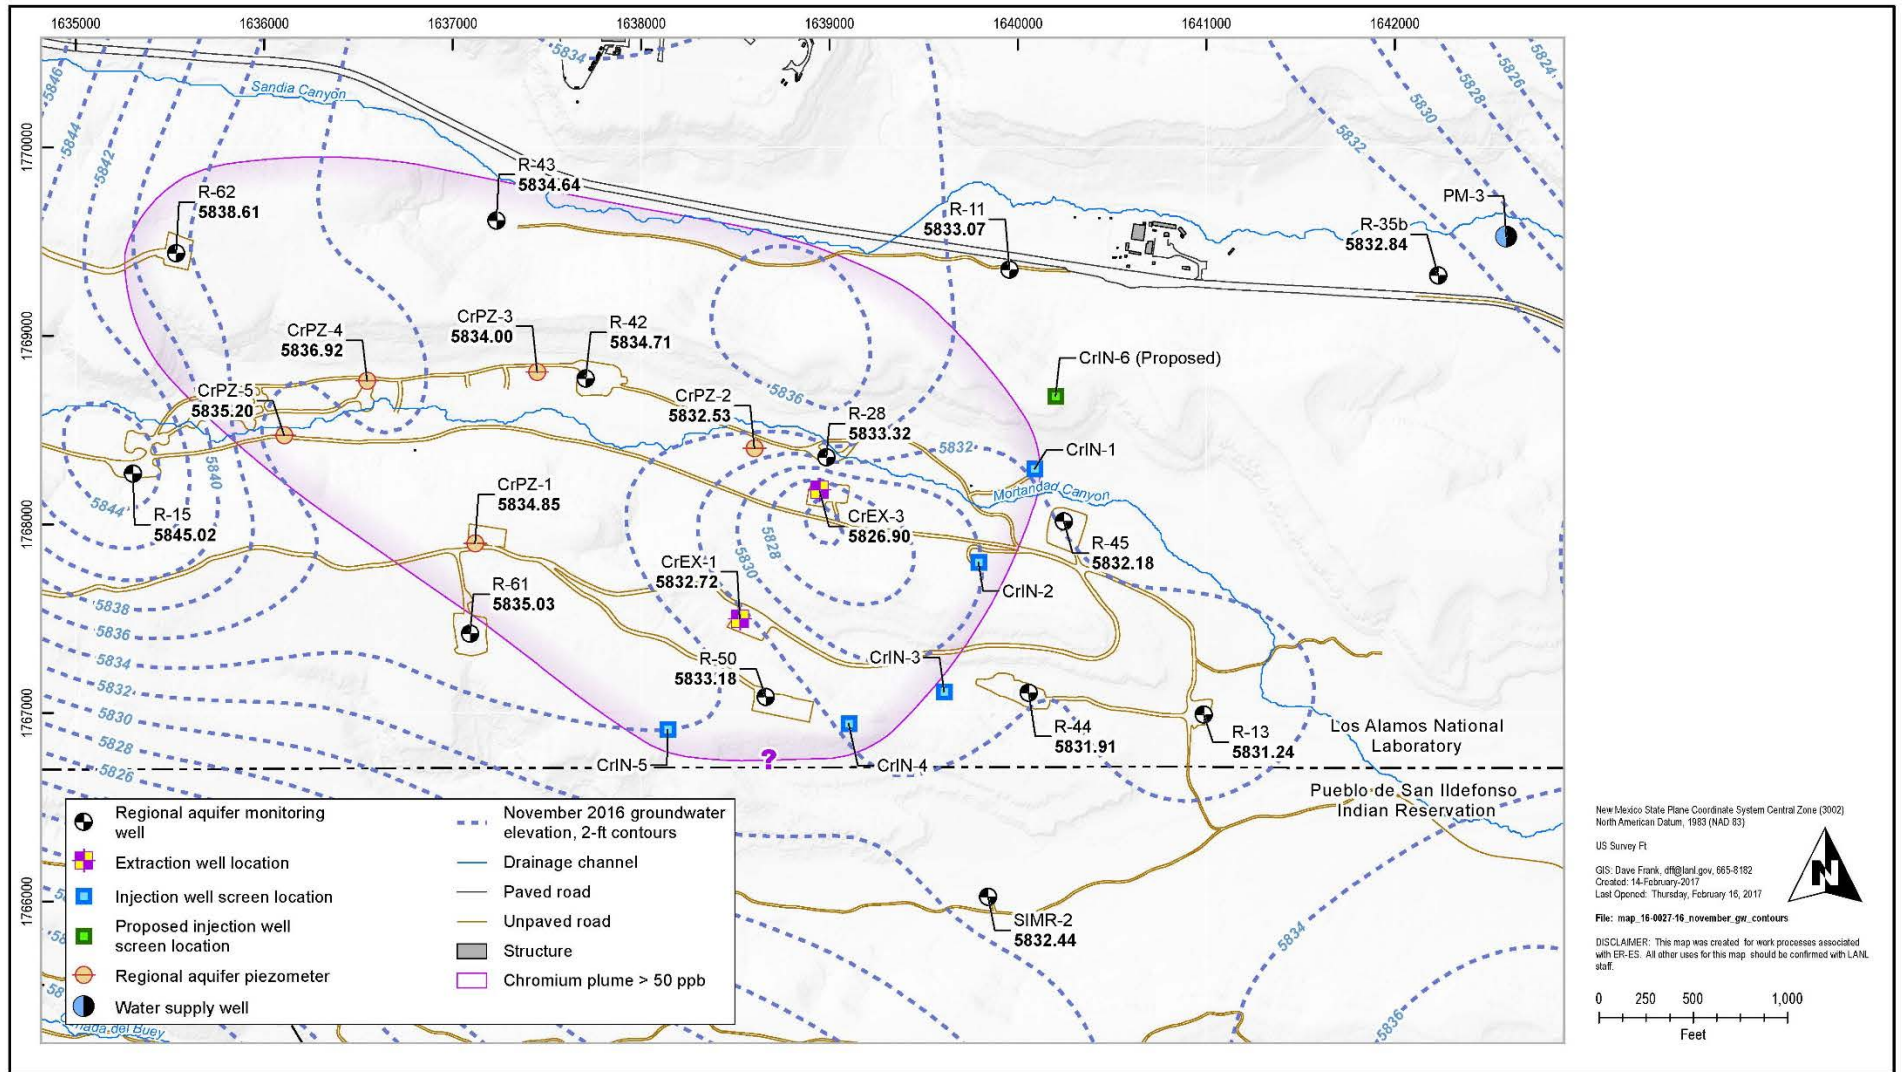 1635000 1636000 1637000 1638000 1639000 1640000 1641000 1642000
1770000
1769000
1768000
1767000
1766000
5846
5844
5842
Sandia Canyon
5834
5824
5826
5828
5830
5832
R-62
5838.61
R-43
5834.64
R-11
5833.07
PM-3
R-35b
5832.84
CrPZ-4
5836.92
CrPZ-3
5834.00
R-42
5834.71
CrIN-6 (Proposed)
CrPZ-5
5835.20
CrPZ-2
5832.53
5836
R-28
5833.32
5832
CrIN-1
5840
Mortandad Canyon
5844
R-15
5845.02
CrPZ-1
5834.85
CrEX-3
5826.90
5828
5830
R-45
5832.18
CrEX-1
5832.72
CrIN-2
R-61
5835.03
5838
5836
5834
5832
5830
5828
5826
R-50
5833.18
CrIN-3
R-44
5831.91
R-13
5831.24
CrIN-5
?
CrIN-4
Los Alamos National
Laboratory
Pueblo de San Ildefonso
Indian Reservation
SIMR-2
5832.44
5834
5836
Regional aquifer monitoring
well
Extraction well location
Injection well screen location
Proposed injection well
screen location
Regional aquifer piezometer
Water supply well
November 2016 groundwater
elevation, 2-ft contours
Drainage channel
Paved road
Unpaved road
Structure
Chromium plume > 50 ppb
del Buey
New Mexico State Plane Coordinate System Central Zone (3002)
North American Datum, 1983 (NAD 83)
US Survey Ft
GIS: Dave Frank, dff@lanl.gov, 665-8182
Created: 14-February-2017
Last Opened: Thursday, February 16, 2017
File: map_16-0027-16_november_gw_contours
DISCLAIMER: This map was created for work processes associated
with ER-ES. All other uses for this map should be confirmed with LANL
staff.
N
0 250 500 1,000
Feet